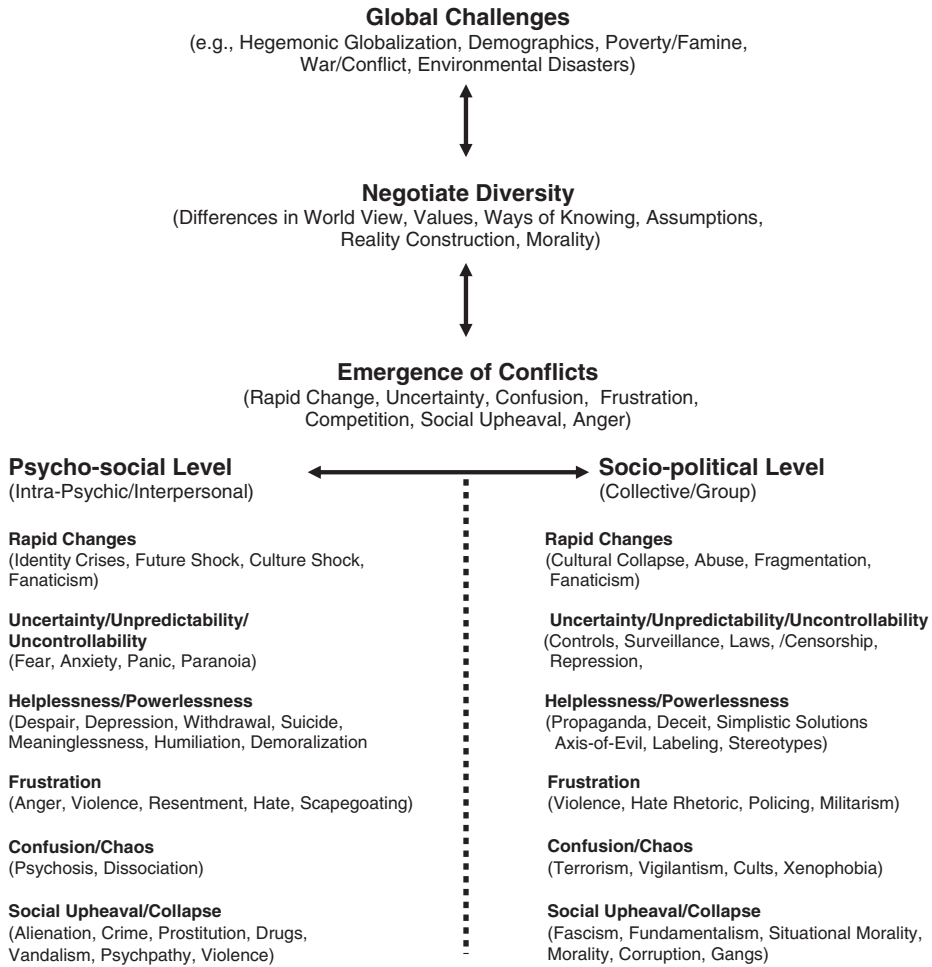 Global Challenges
(e.g., Hegemonic Globalization, Demographics, Poverty/Famine,
War/Conflict, Environmental Disasters)
Negotiate Diversity
(Differences in World View, Values, Ways of Knowing, Assumptions,
Reality Construction, Morality)
Emergence of Conflicts
(Rapid Change, Uncertainty, Confusion, Frustration,
Competition, Social Upheaval, Anger)
Psycho-social Level
(Intra-Psychic/Interpersonal)
Rapid Changes
(Identity Crises, Future Shock, Culture Shock,
Fanaticism)
Uncertainty/Unpredictability/
Uncontrollability
(Fear, Anxiety, Panic, Paranoia)
Helplessness/Powerlessness
(Despair, Depression, Withdrawal, Suicide,
Meaninglessness, Humiliation, Demoralization
Frustration
(Anger, Violence, Resentment, Hate, Scapegoating)
Confusion/Chaos
(Psychosis, Dissociation)
Social Upheaval/Collapse
(Alienation, Crime, Prostitution, Drugs,
Vandalism, Psychpathy, Violence)
Socio-political Level
(Collective/Group)
Rapid Changes
(Cultural Collapse, Abuse, Fragmentation,
Fanaticism)
Uncertainty/Unpredictability/Uncontrollability
(Controls, Surveillance, Laws, /Censorship,
Repression,
Helplessness/Powerlessness
(Propaganda, Deceit, Simplistic Solutions
Axis-of-Evil, Labeling, Stereotypes)
Frustration
(Violence, Hate Rhetoric, Policing, Militarism)
Confusion/Chaos
(Terrorism, Vigilantism, Cults, Xenophobia)
Social Upheaval/Collapse
(Fascism, Fundamentalism, Situational Morality,
Morality, Corruption, Gangs)